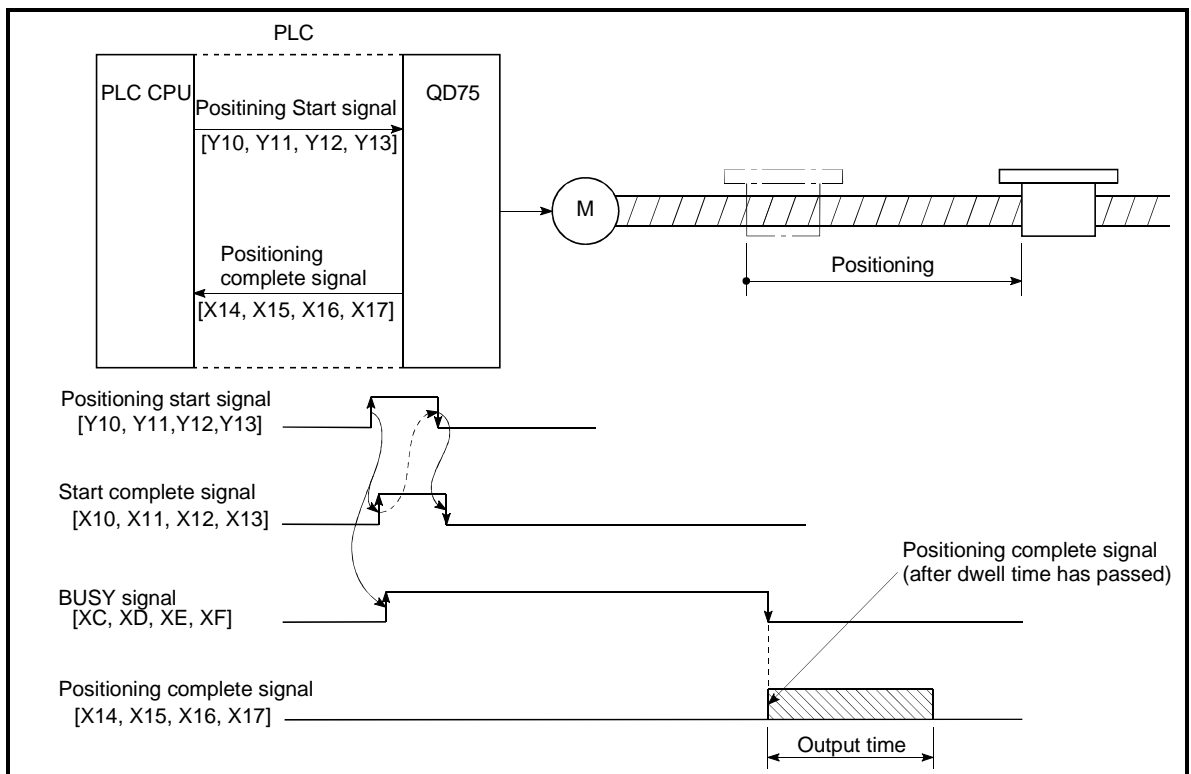 PLC
PLC CPU
QD75
Positining Start signal
[Y10, Y11, Y12, Y13]
M
Positioning
complete signal
[X14, X15, X16, X17]
Positioning
Positioning start signal
[Y10, Y11,Y12,Y13]
Start complete signal
[X10, X11, X12, X13]
Positioning complete signal
(after dwell time has passed)
BUSY signal
[XC, XD, XE, XF]
Positioning complete signal
[X14, X15, X16, X17]
Output time